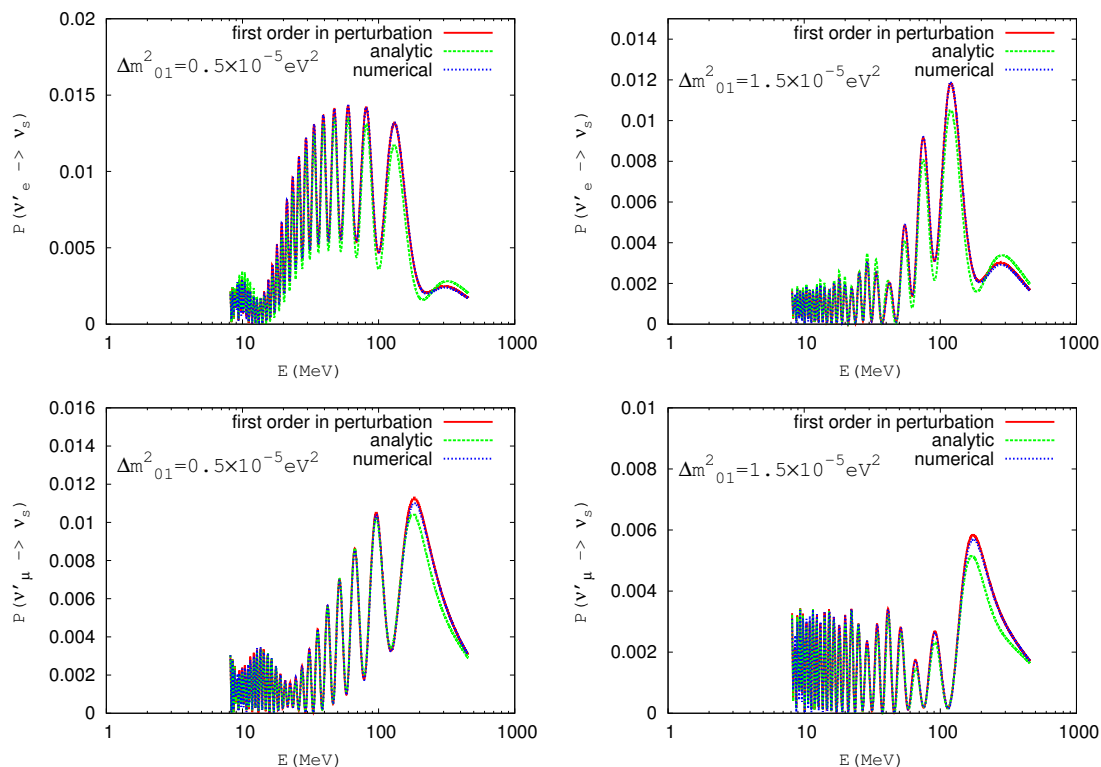 0.02
0.015
0.01
0.005
0
P(ν'e -> νs)
first order in perturbation
analytic
numerical
Δm²01=0.5×10⁻⁵eV²
1 10 100 1000
E(MeV)
0.014
0.012
0.01
0.008
0.006
0.004
0.002
0
P(ν'e -> νs)
first order in perturbation
analytic
numerical
Δm²01=1.5×10⁻⁵eV²
1 10 100 1000
E(MeV)
0.016
0.014
0.012
0.01
0.008
0.006
0.004
0.002
0
P(ν'μ -> νs)
first order in perturbation
analytic
numerical
Δm²01=0.5×10⁻⁵eV²
1 10 100 1000
E(MeV)
0.01
0.008
0.006
0.004
0.002
0
P(ν'μ -> νs)
first order in perturbation
analytic
numerical
Δm²01=1.5×10⁻⁵eV²
1 10 100 1000
E(MeV)